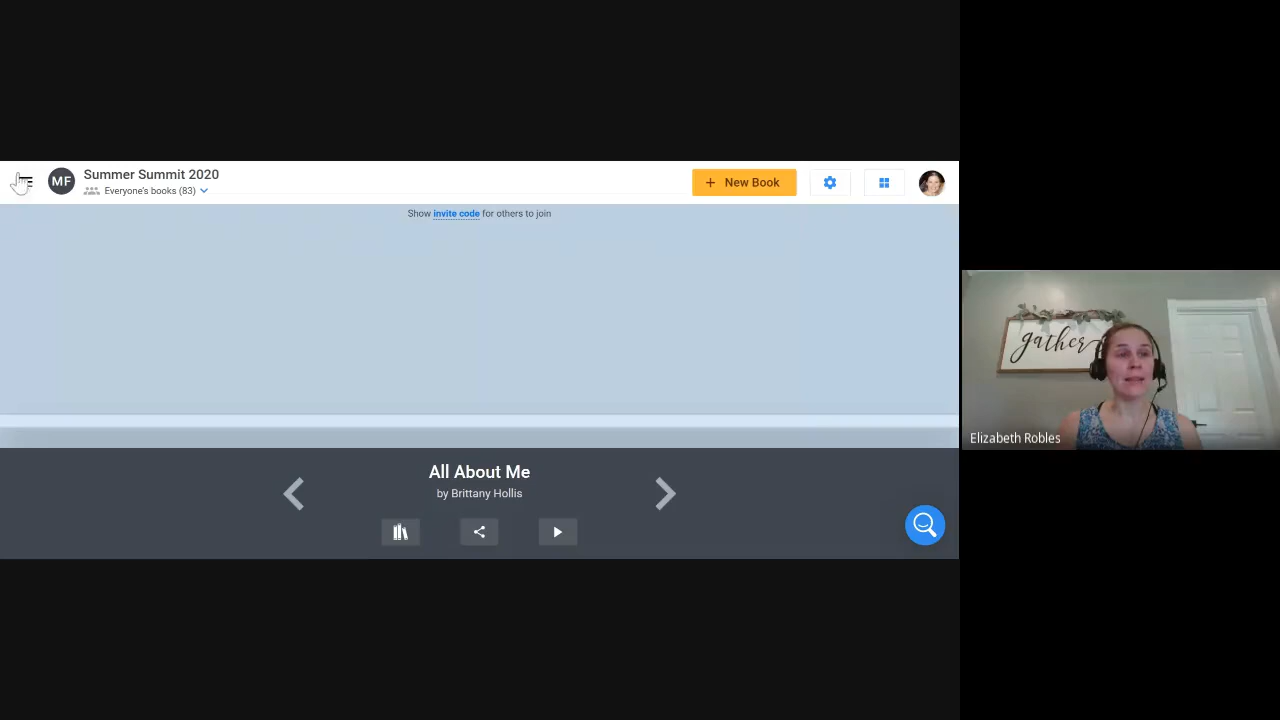 MF
Summer Summit 2020
Everyone's books (83)
+ New Book
Show invite code for others to join
All About Me
by Brittany Hollis
gather
Elizabeth Robles